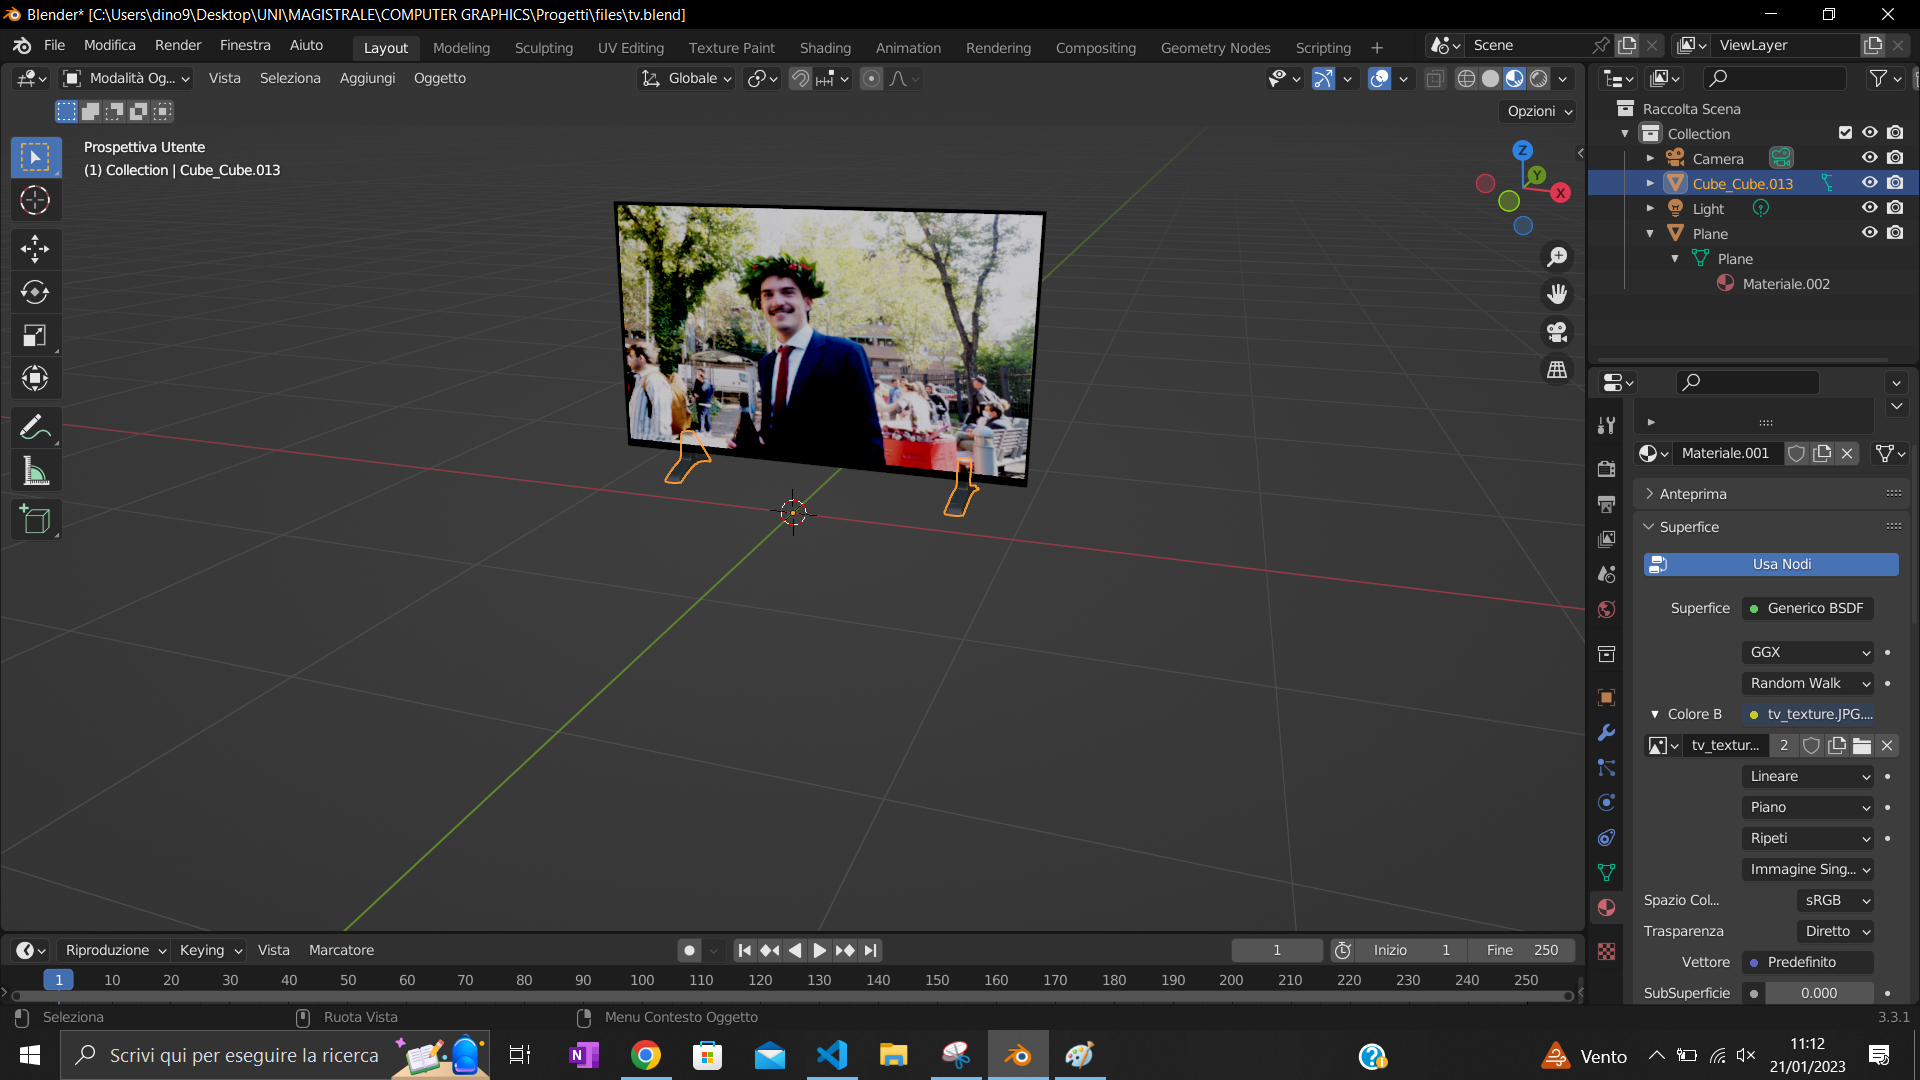 Blender* [C:\Users\dino9\Desktop\UNI\MAGISTRALE\COMPUTER GRAPHICS\Progetti\files\tv.blend]
File Modifica Render Finestra Aiuto Layout Modeling Sculpting UV Editing Texture Paint Shading Animation Rendering Compositing Geometry Nodes Scripting Scene ViewLayer
Modalità Og... Vista Seleziona Aggiungi Oggetto Globale
Opzioni
Prospettiva Utente
(1) Collection | Cube_Cube.013
Z
Y
X
Raccolta Scena
Collection
Camera
Cube_Cube.013
Light
Plane
Plane
Materiale.002
Materiale.001
Anteprima
Superfice
Usa Nodi
Superfice Generico BSDF
GGX
Random Walk
Colore B tv_texture.JPG....
tv_textur... 2
Lineare
Piano
Ripeti
Immagine Sing...
Spazio Col... sRGB
Trasparenza Diretto
Vettore Predefinito
SubSuperficie 0.000
Riproduzione Keying Vista Marcatore 1 Inizio 1 Fine 250
1 10 20 30 40 50 60 70 80 90 100 110 120 130 140 150 160 170 180 190 200 210 220 230 240 250
Seleziona Ruota Vista Menu Contesto Oggetto 3.3.1
Scrivi qui per eseguire la ricerca Vento 11:12
21/01/2023